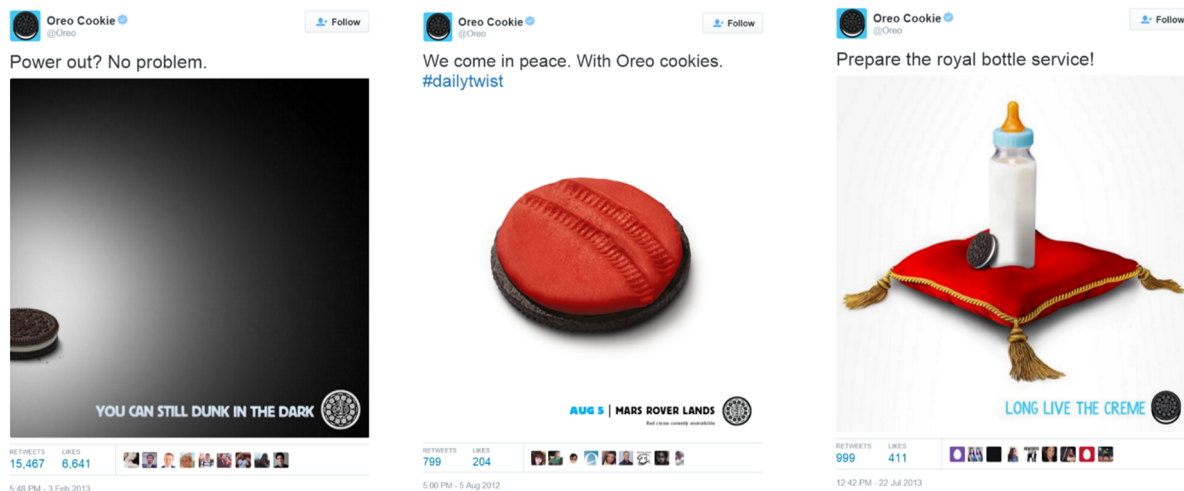 Oreo Cookie
@Oreo
Follow
Power out? No problem.
YOU CAN STILL DUNK IN THE DARK
RETWEETS LIKES
15,467 6,641
5:48 PM - 3 Feb 2013
Oreo Cookie
@Oreo
Follow
We come in peace. With Oreo cookies.
#dailytwist
AUG 5 | MARS ROVER LANDS
Red creme currently unavailable
RETWEETS LIKES
799 204
5:00 PM - 5 Aug 2012
Oreo Cookie
@Oreo
Follow
Prepare the royal bottle service!
LONG LIVE THE CREME
RETWEETS LIKES
999 411
12:42 PM - 22 Jul 2013